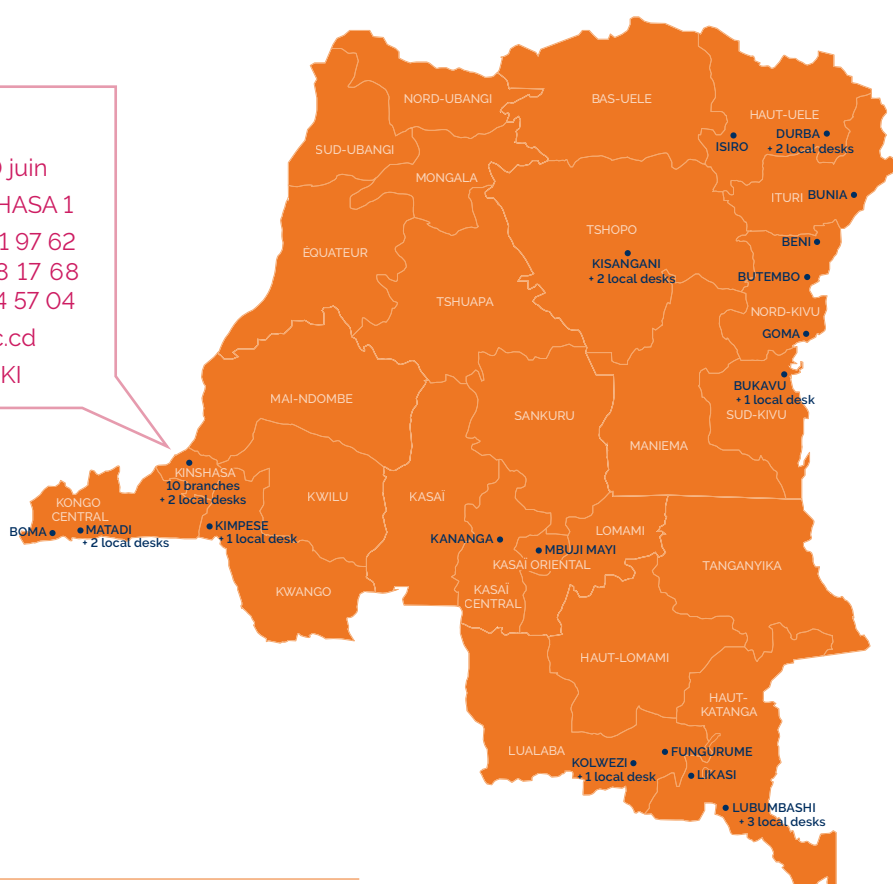 juin
HASA 1
1 97 62
3 17 68
4 57 04
c.cd
KI
NORD-UBANGI
BAS-UELE
HAUT-UELE
DURBA
+ 2 local desks
ISIRO
SUD-UBANGI
MONGALA
ITURI
BUNIA
TSHOPO
BENI
ÉQUATEUR
KISANGANI
+ 2 local desks
BUTEMBO
TSHUAPA
NORD-KIVU
GOMA
BUKAVU
+ 1 local desk
SUD-KIVU
MAI-NDOMBE
SANKURU
MANIEMA
KINSHASA
10 branches
+ 2 local desks
KWILU
KASAÏ
KONGO
CENTRAL
BOMA
MATADI
+ 2 local desks
KIMPESE
+ 1 local desk
LOMAMI
KANANGA
MBUJI MAYI
KASAÏ ORIENTAL
TANGANYIKA
KWANGO
KASAÏ
CENTRAL
HAUT-LOMAMI
HAUT-
KATANGA
LUALABA
FUNGURUME
KOLWEZI
+ 1 local desk
LIKASI
LUBUMBASHI
+ 3 local desks